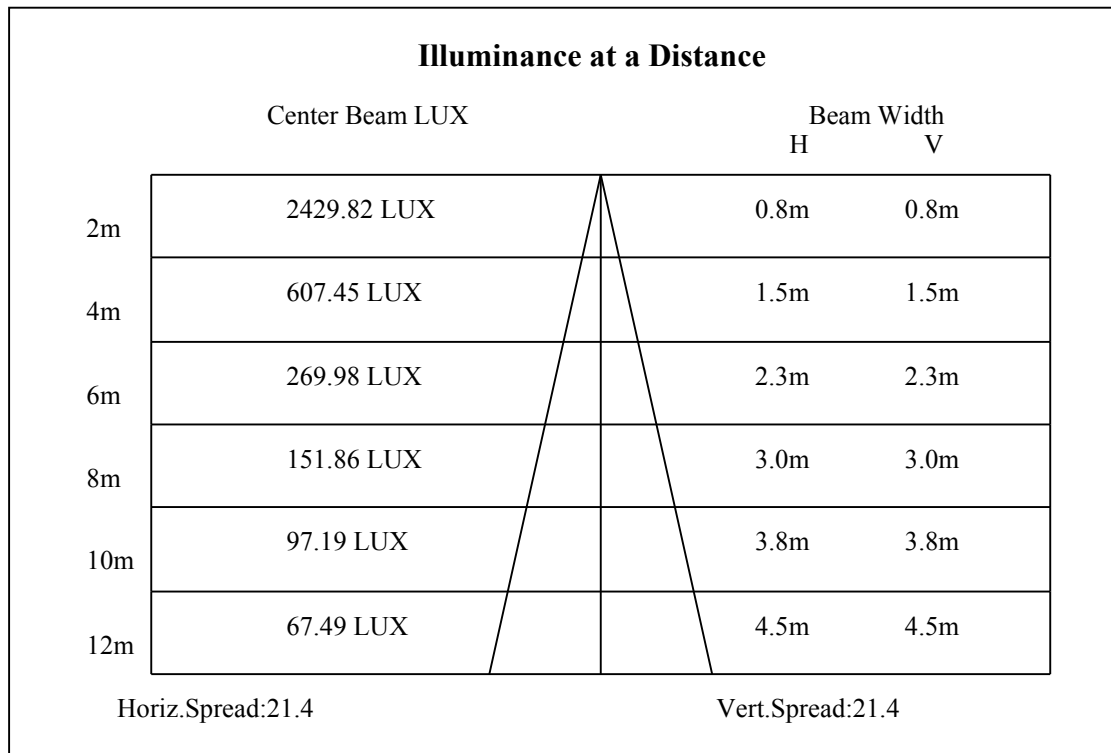 Illuminance at a Distance
Center Beam LUX Beam Width
H V
2429.82 LUX 0.8m 0.8m
2m
607.45 LUX 1.5m 1.5m
4m
269.98 LUX 2.3m 2.3m
6m
151.86 LUX 3.0m 3.0m
8m
97.19 LUX 3.8m 3.8m
10m
67.49 LUX 4.5m 4.5m
12m
Horiz.Spread:21.4 Vert.Spread:21.4